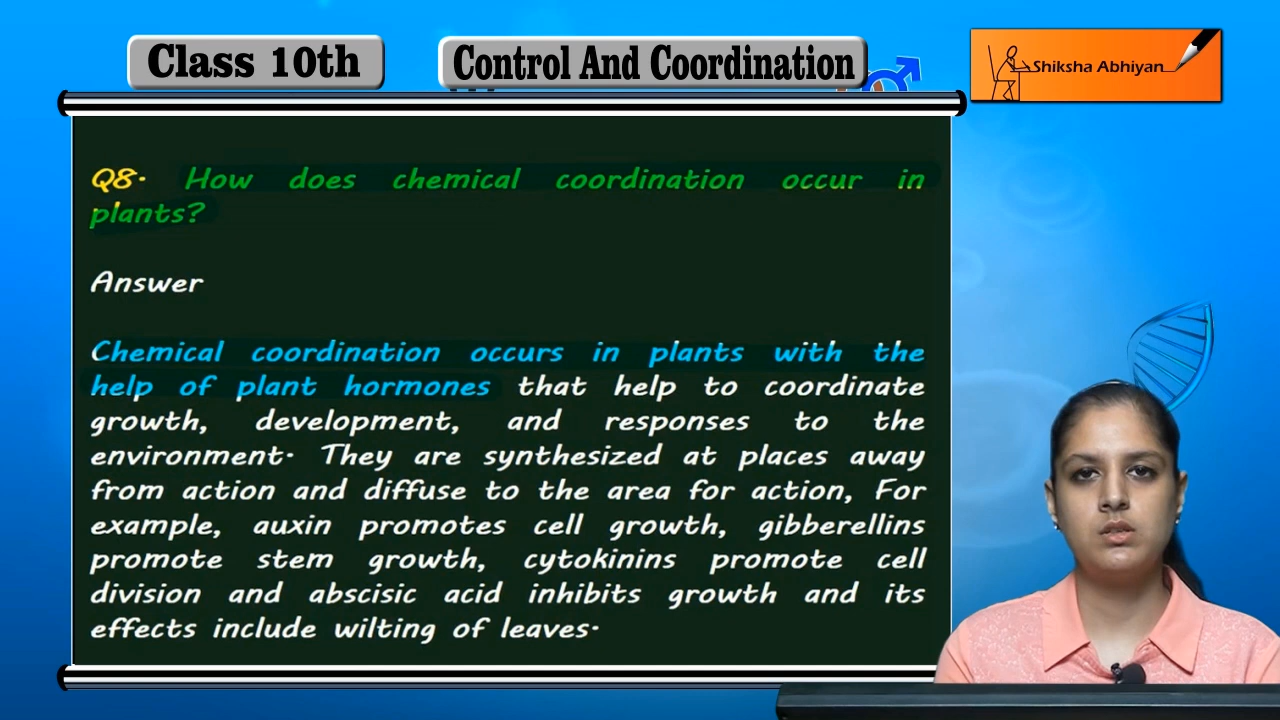 Class 10th
Control And Coordination
Shiksha Abhiyan
Q8. How does chemical coordination occur in
plants?
Answer
Chemical coordination occurs in plants with the
help of plant hormones that help to coordinate
growth, development, and responses to the
environment. They are synthesized at places away
from action and diffuse to the area for action, For
example, auxin promotes cell growth, gibberellins
promote stem growth, cytokinins promote cell
division and abscisic acid inhibits growth and its
effects include wilting of leaves.